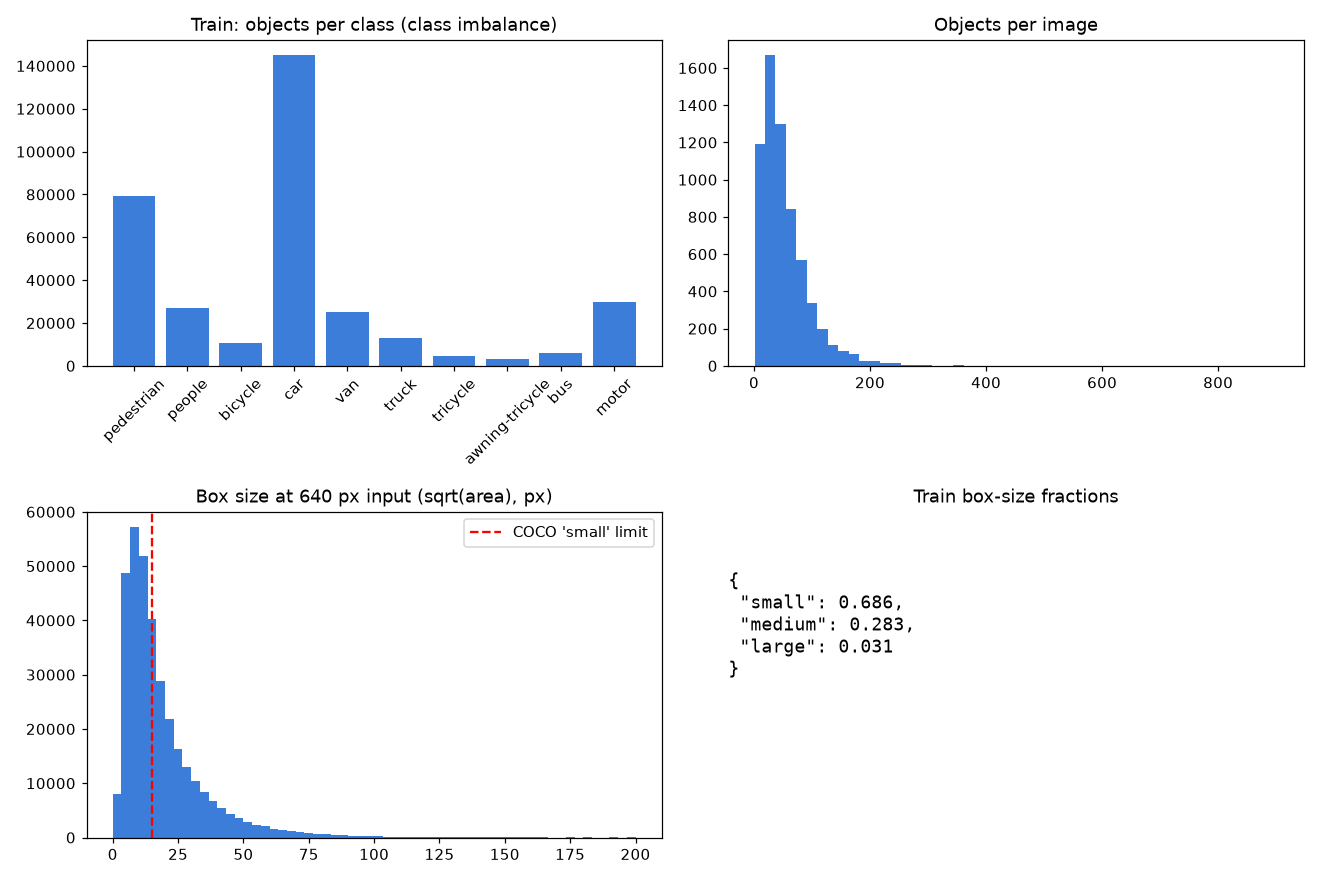 Train: objects per class (class imbalance)
140000
120000
100000
80000
60000
40000
20000
0
pedestrian
people
bicycle
car
van
truck
tricycle
awning-tricycle
bus
motor
Objects per image
1600
1400
1200
1000
800
600
400
200
0
0 200 400 600 800
Box size at 640 px input (sqrt(area), px)
60000
50000
40000
30000
20000
10000
0
0 25 50 75 100 125 150 175 200
COCO 'small' limit
Train box-size fractions
{
"small": 0.686,
"medium": 0.283,
"large": 0.031
}